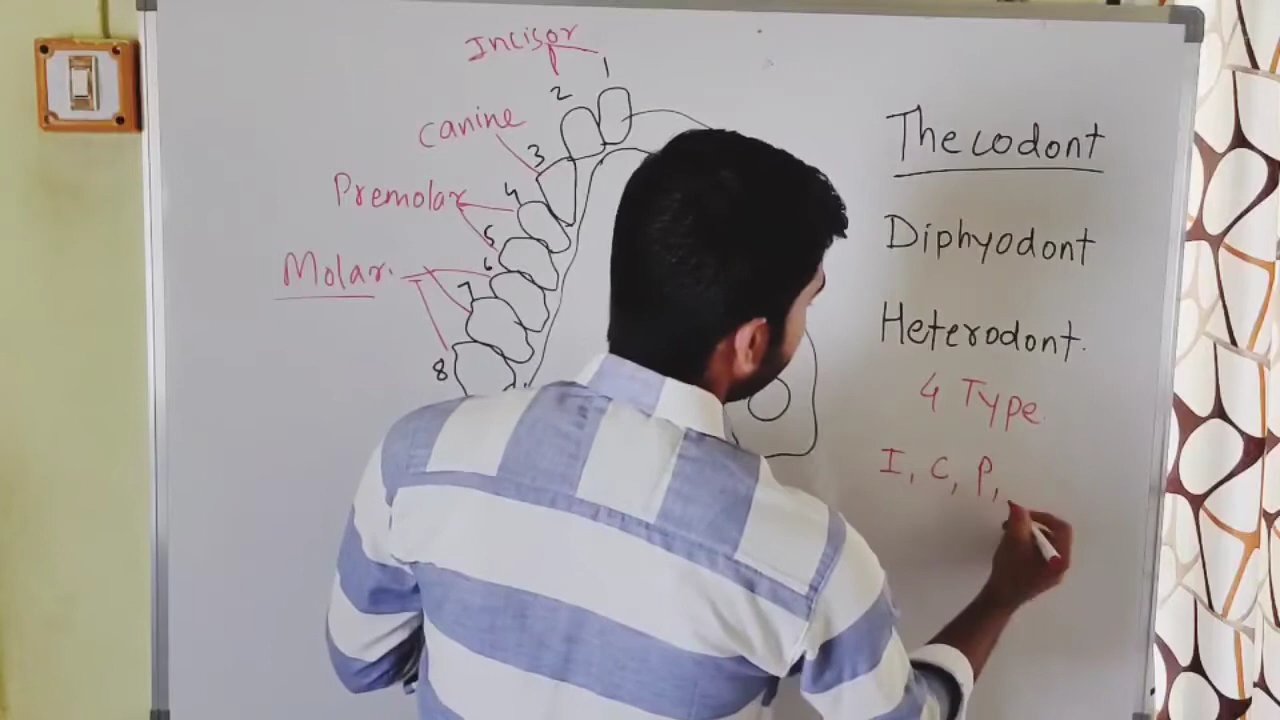 Incisor
1
2
Canine
3
Premolar
4
5
Molar.
6
7
8
Thecodont
Diphyodont
Heterodont.
4 Type.
I, C, P,